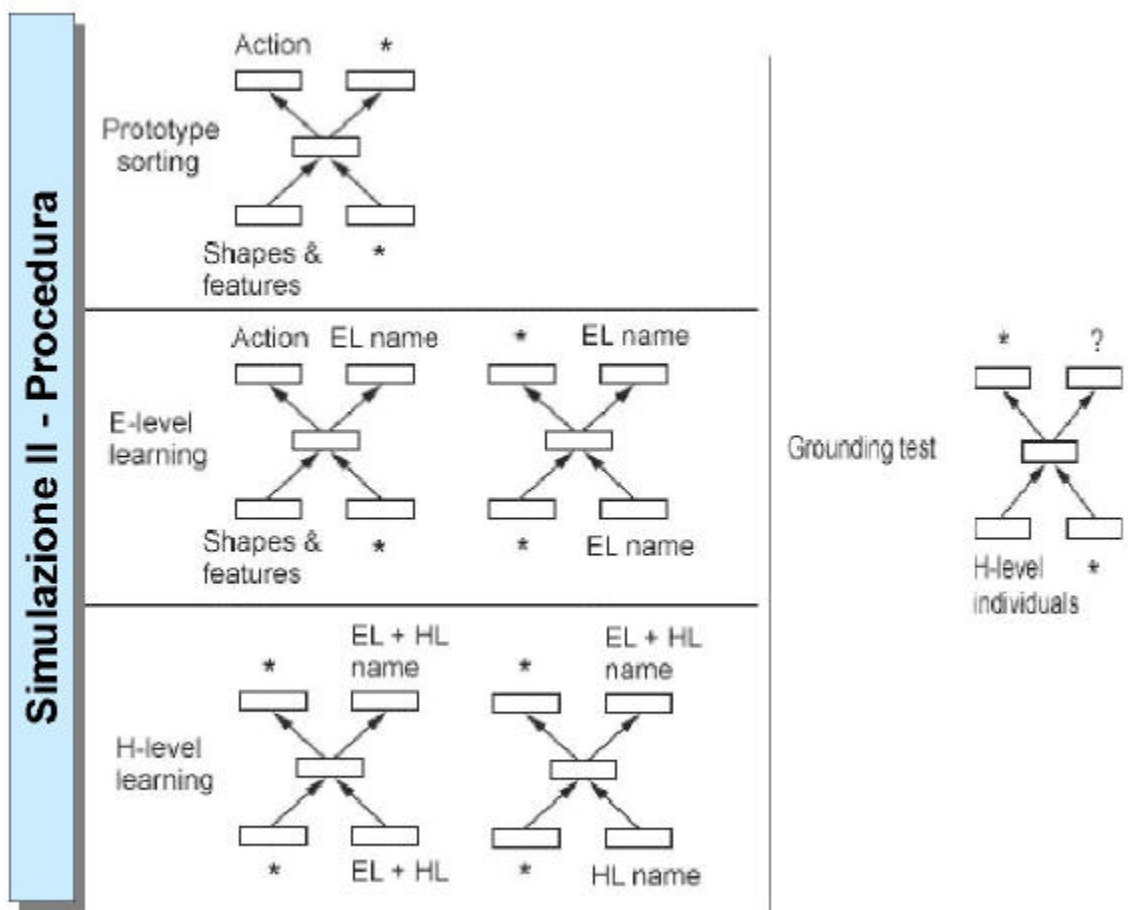 Simulazione II - Procedura
Action *
Prototype
sorting
Shapes & *
features
Action EL name * EL name
E-level
learning
Shapes & * * EL name
features
* EL + HL
name
* EL + HL
name
H-level
learning
* EL + HL * HL name
* ?
Grounding test
H-level *
individuals